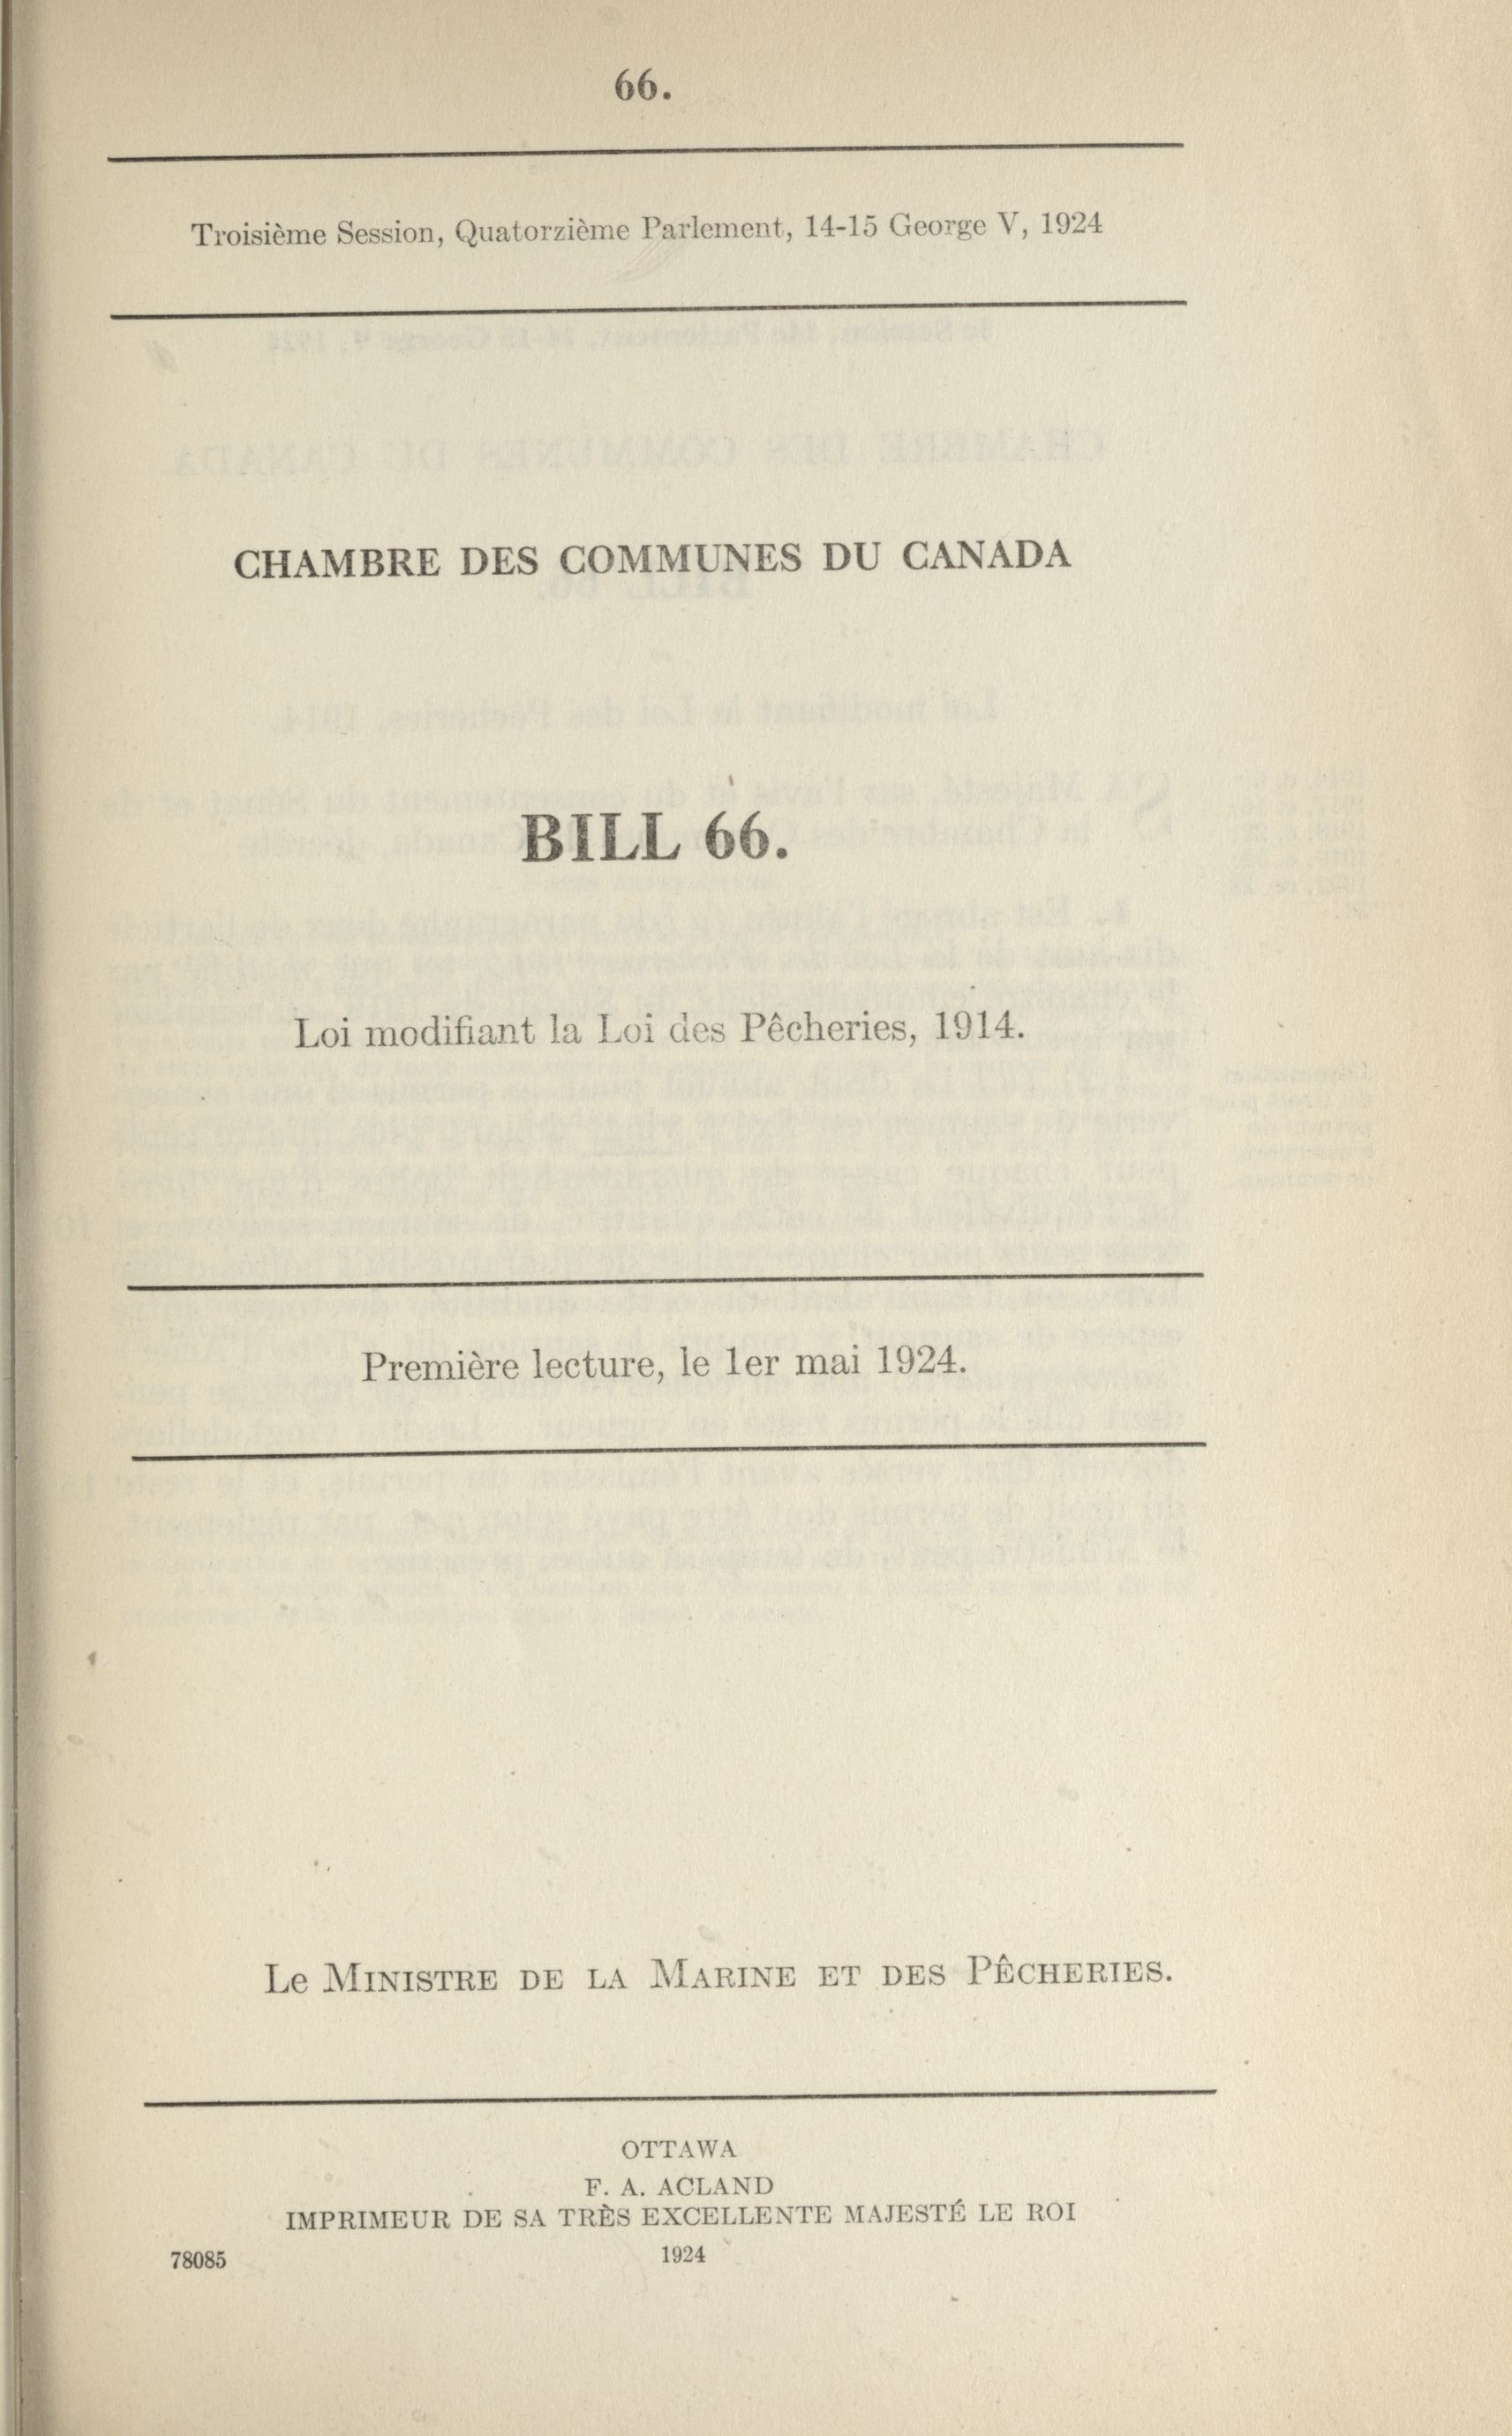 66.
Troisième Session, Quatorzième Parlement, 14-15 George V, 1924
CHAMBRE DES COMMUNES DU CANADA
BILL 66.
Loi modifiant la Loi des Pêcheries, 1914.
Première lecture, le 1er mai 1924.
Le Ministre de la Marine et des Pêcheries.
OTTAWA
F. A. ACLAND
IMPRIMEUR DE SA TRÈS EXCELLENTE MAJESTÉ LE ROI
78085 1924